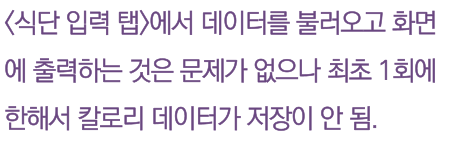 <식단 입력 탭>에서 데이터를 불러오고 화면
에 출력하는 것은 문제가 없으나 최초 1회에
한해서 칼로리 데이터가 저장이 안 됨.